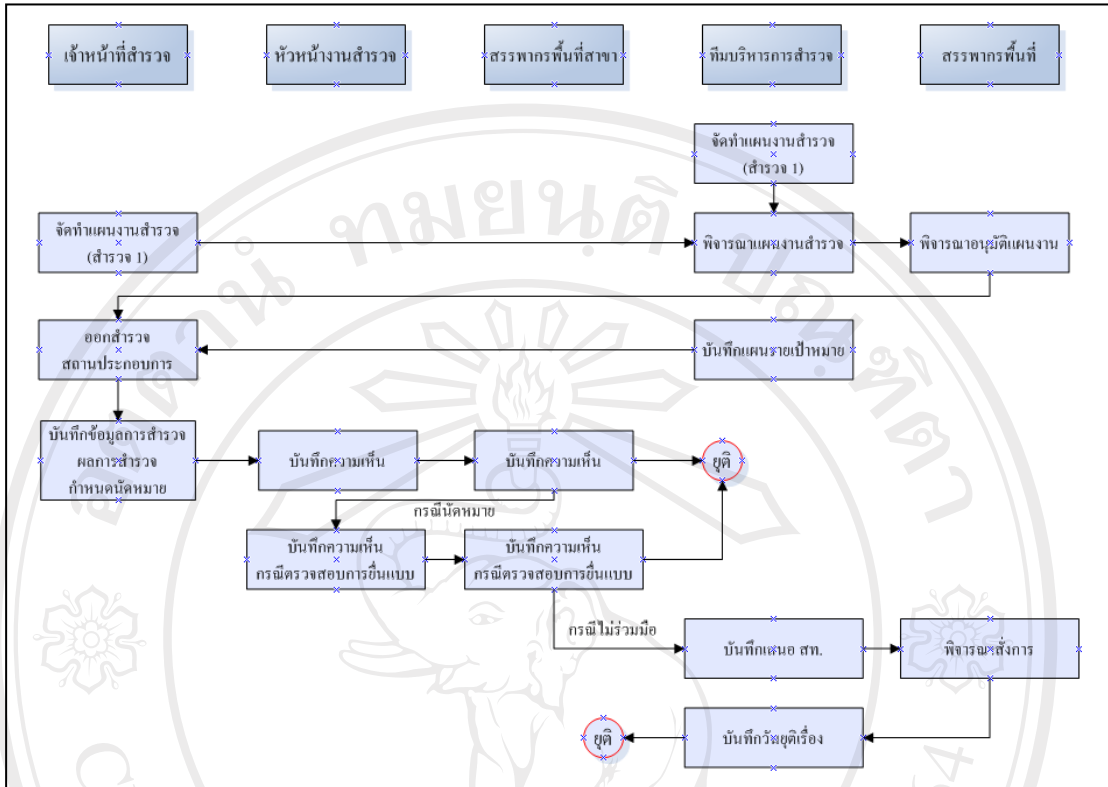 เจ้าหน้าที่สำรวจ
หัวหน้างานสำรวจ
สรรพากรพื้นที่สาขา
ทีมบริหารการสำรวจ
สรรพากรพื้นที่
จัดทำแผนงานสำรวจ
(สำรวจ 1)
จัดทำแผนงานสำรวจ
(สำรวจ 1)
พิจารณาแผนงานสำรวจ
พิจารณาอนุมัติแผนงาน
ออกสำรวจ
สถานประกอบการ
บันทึกแผนรายเป้าหมาย
บันทึกข้อมูลการสำรวจ
ผลการสำรวจ
กำหนดนัดหมาย
บันทึกความเห็น
บันทึกความเห็น
ยุติ
กรณีนัดหมาย
บันทึกความเห็น
กรณีตรวจสอบการยื่นแบบ
บันทึกความเห็น
กรณีตรวจสอบการยื่นแบบ
กรณีไม่ร่วมมือ
บันทึกเสนอ สท.
พิจารณาสั่งการ
ยุติ
บันทึกวันยุติเรื่อง